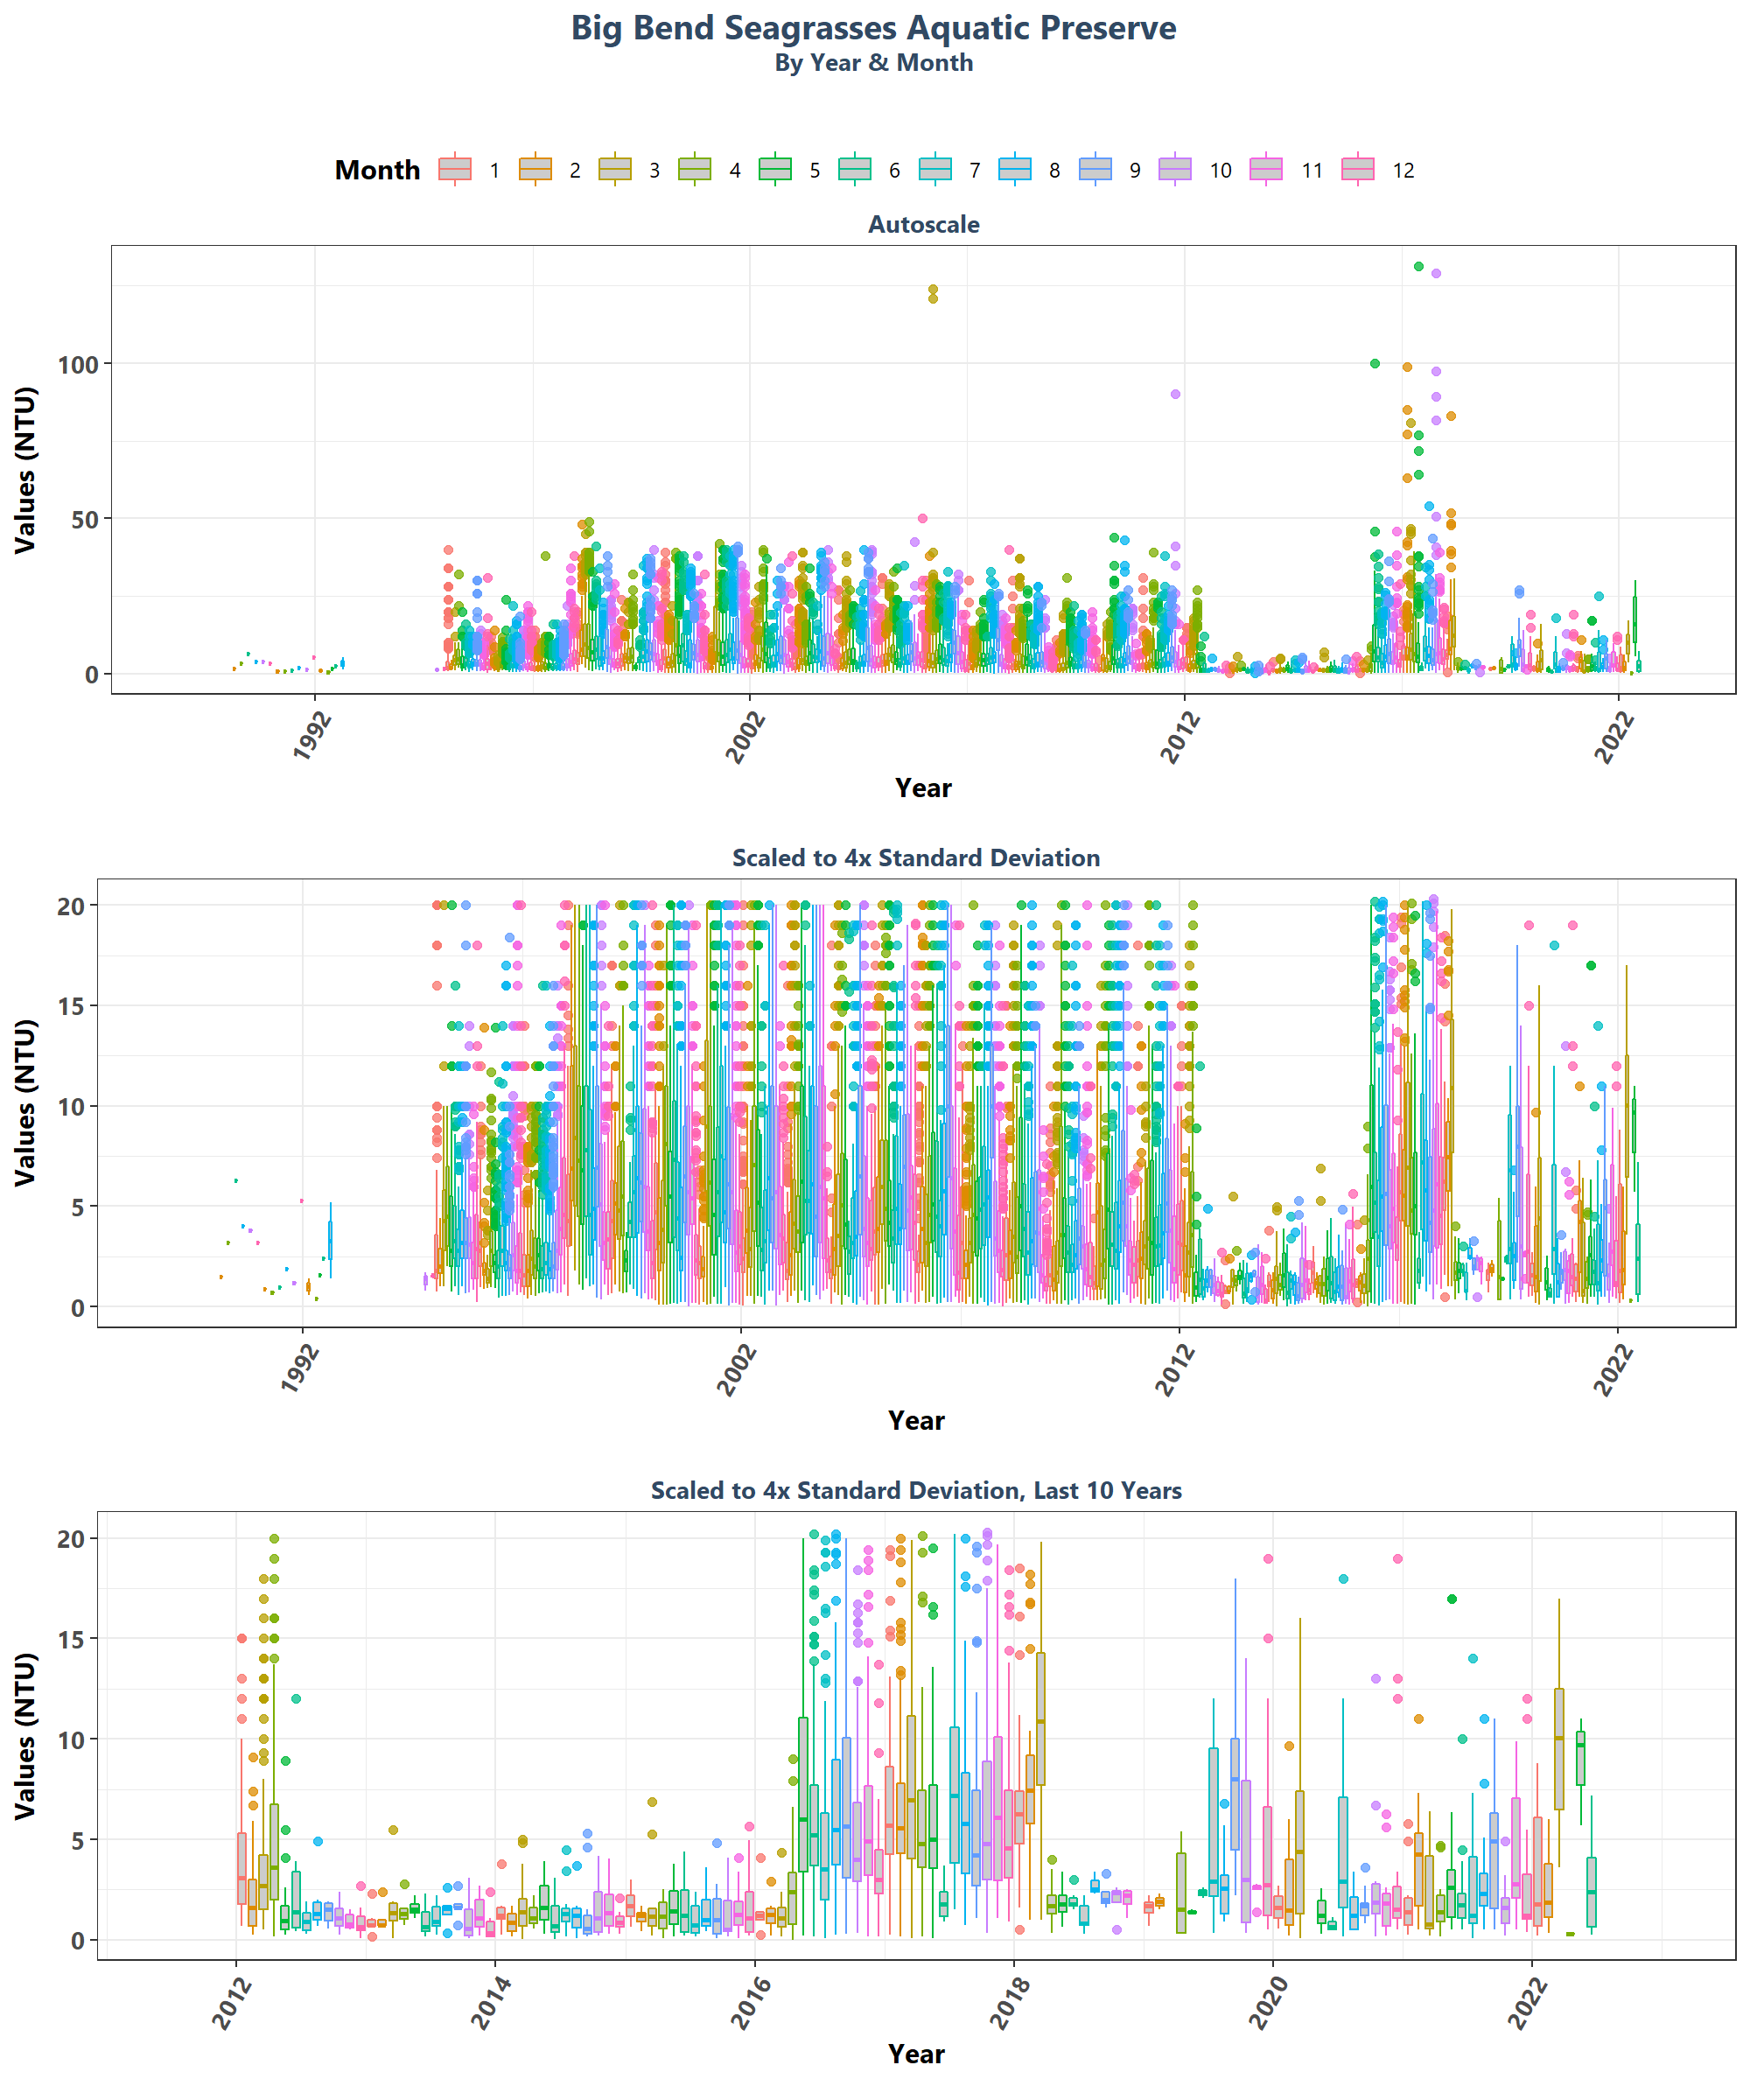 Big Bend Seagrasses Aquatic Preserve
By Year & Month
Month 1 2 3 4 5 6 7 8 9 10 11 12
Autoscale
Values (NTU)
100
50
0
1992 2002 2012 2022
Year
Scaled to 4x Standard Deviation
Values (NTU)
20
15
10
5
0
1992 2002 2012 2022
Year
Scaled to 4x Standard Deviation, Last 10 Years
Values (NTU)
20
15
10
5
0
2012 2014 2016 2018 2020 2022
Year